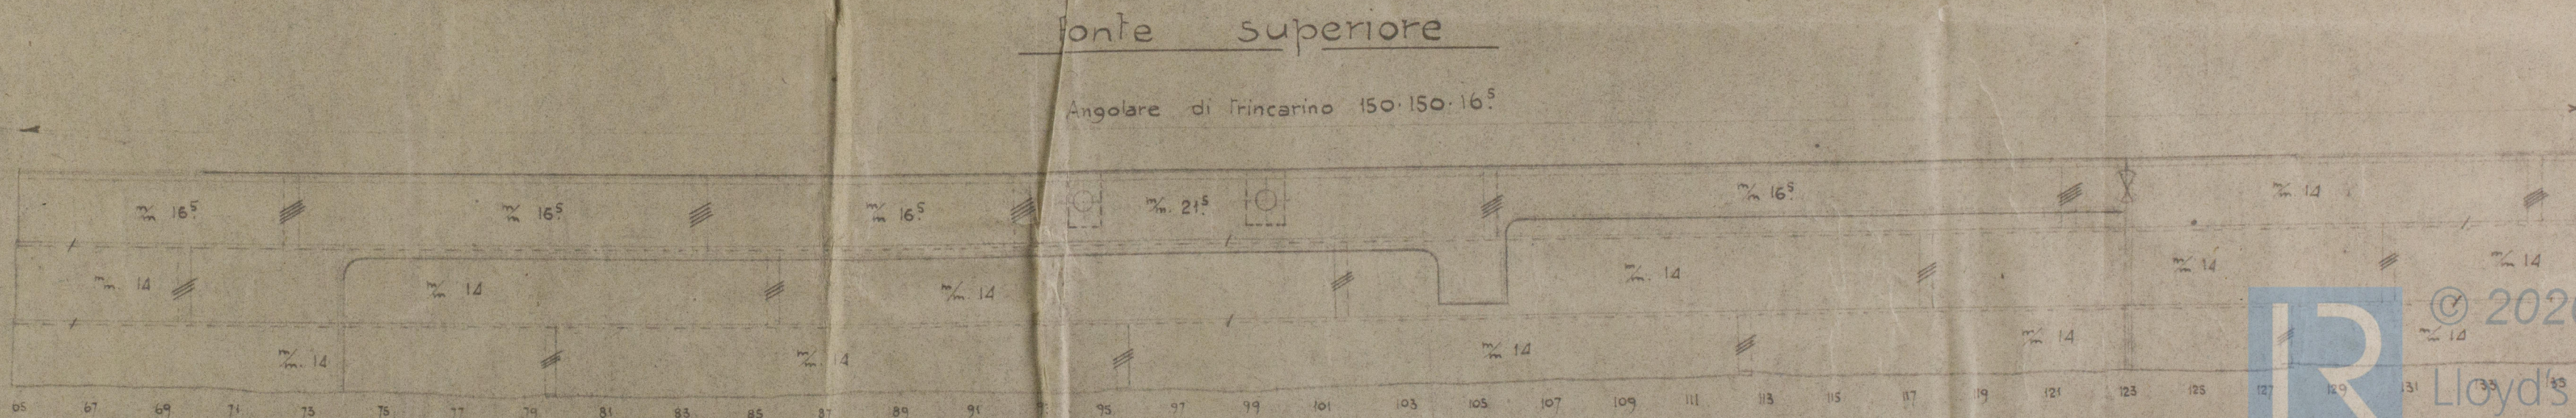 Ponte superiore
Angolare di Trincarino 150·150·16⁵.
m/m 16⁵. m/m 16⁵. m/m 16⁵. m/m. 21⁵. m/m 16⁵ m/m 14
m/m. 14 m/m 14 m/m. 14 m/m. 14 m/m 14 m/m 14
m/m. 14 m/m. 14 m/m 14 m/m 14 m/m 14
65 67 69 71 73 75 77 79 81 83 85 87 89 91 95 97 99 101 103 105 107 109 111 113 115 117 119 121 123 125 127 129 131 133
LR
© 202
Lloyd's